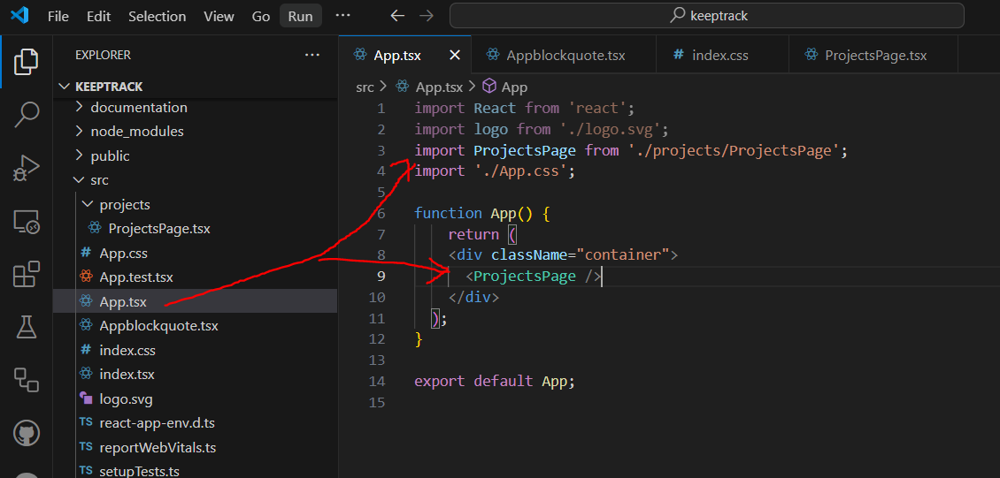 File Edit Selection View Go Run ··· keeptrack
EXPLORER ···
KEEPTRACK
documentation
node_modules
public
src
projects
ProjectsPage.tsx
# App.css
App.test.tsx
App.tsx
Appblockquote.tsx
# index.css
index.tsx
logo.svg
TS react-app-env.d.ts
TS reportWebVitals.ts
TS setupTests.ts
App.tsx Appblockquote.tsx # index.css ProjectsPage.tsx
src > App.tsx > App
1 import React from 'react';
2 import logo from './logo.svg';
3 import ProjectsPage from './projects/ProjectsPage';
4 import './App.css';
5
6 function App() {
7 return (
8 <div className="container">
9 <ProjectsPage />
10 </div>
11 );
12 }
13
14 export default App;
15